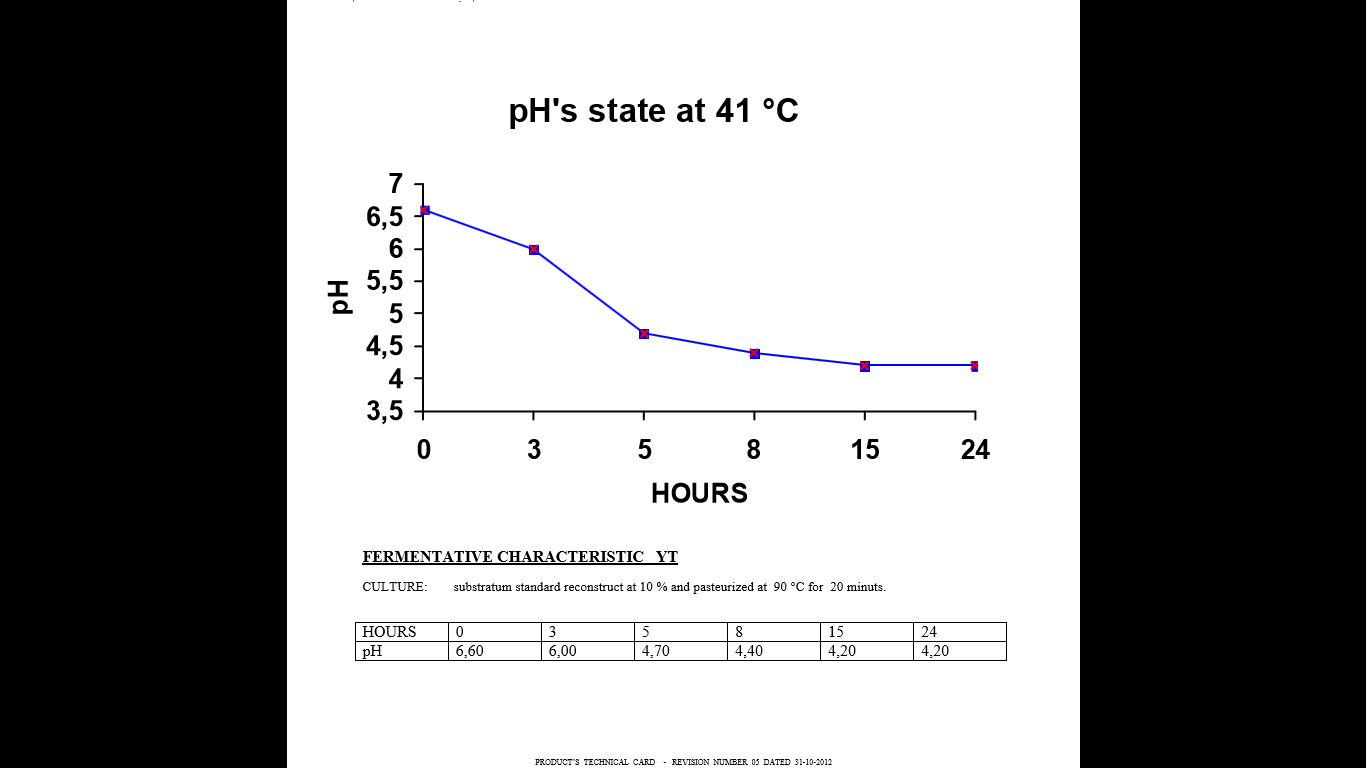 pH's state at 41 °C
7
6,5
6
5,5
5
4,5
4
3,5
pH
0 3 5 8 15 24
HOURS
FERMENTATIVE CHARACTERISTIC YT
CULTURE: substratum standard reconstruct at 10 % and pasteurized at 90 °C for 20 minuts.
HOURS 0 3 5 8 15 24
pH 6,60 6,00 4,70 4,40 4,20 4,20
PRODUCT'S TECHNICAL CARD - REVISION NUMBER 05 DATED 31-10-2012